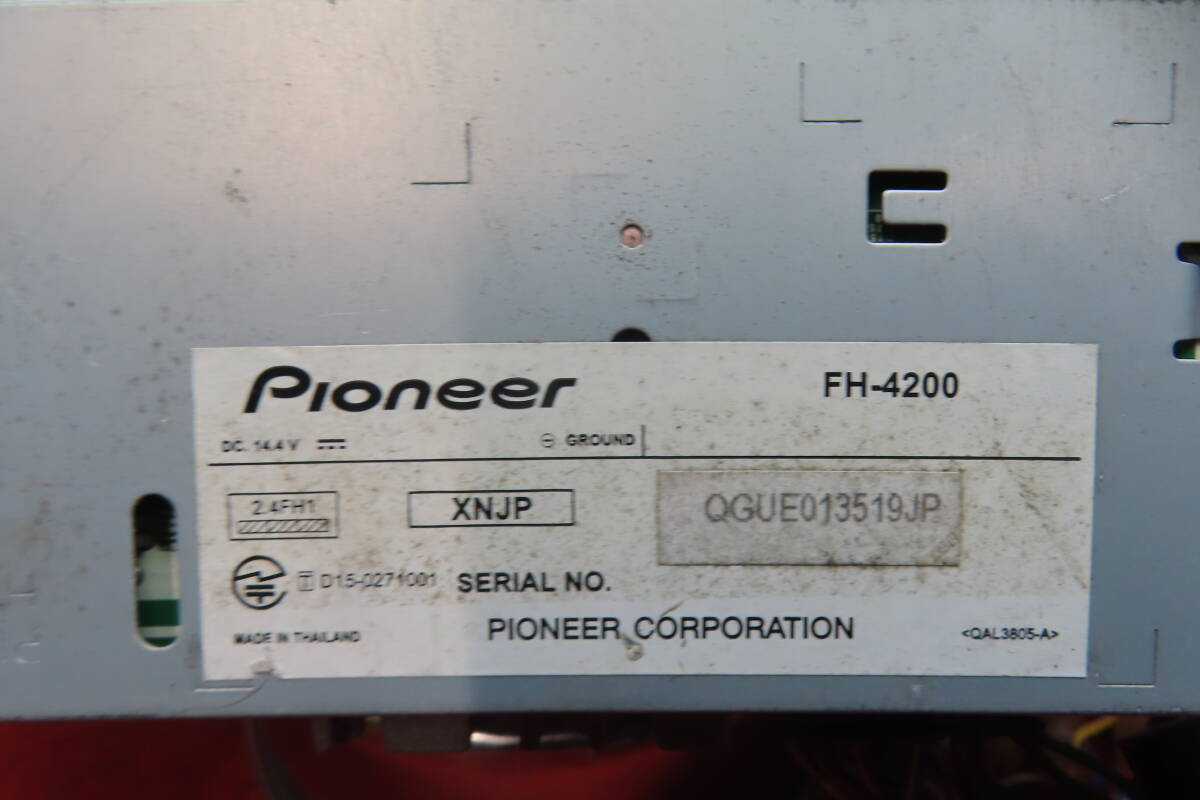 Pioneer FH-4200
DC. 14.4 V ⎓ ⊖ GROUND
2.4FH1 XNJP QGUE013519JP
T D15-0271001 SERIAL NO.
MADE IN THAILAND PIONEER CORPORATION <QAL3805-A>